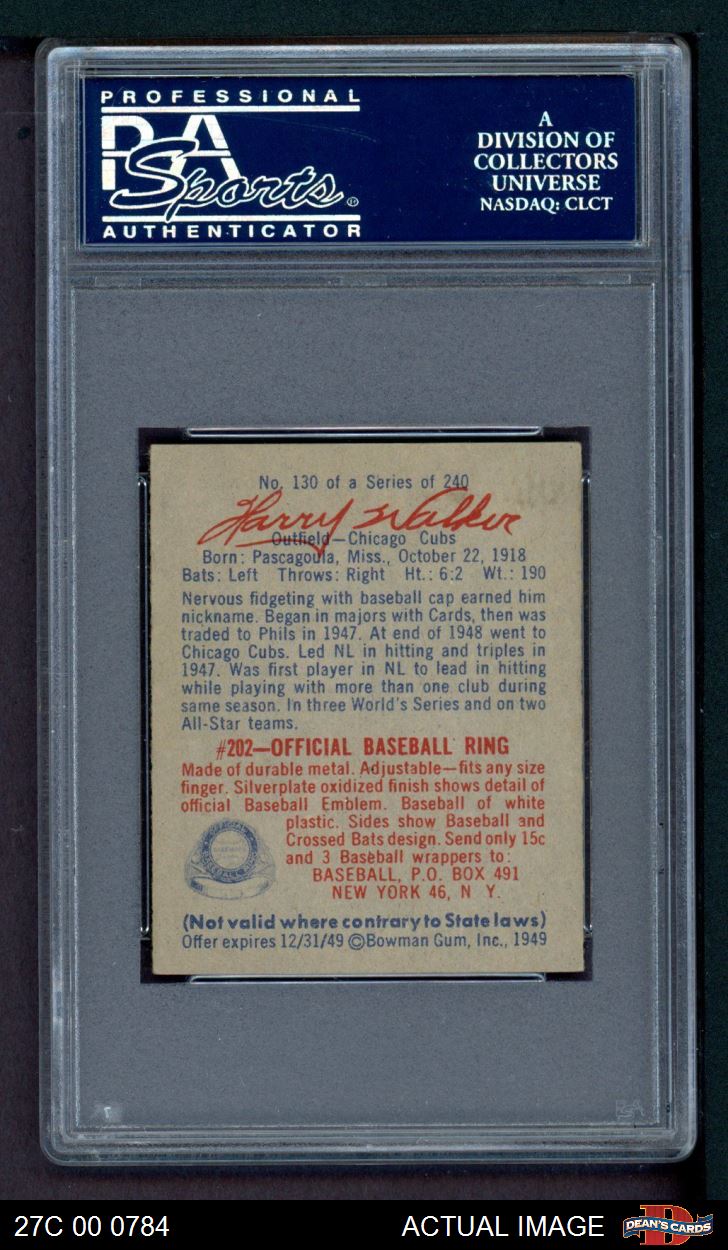 PROFESSIONAL
PSA
Sports
AUTHENTICATOR
A
DIVISION OF
COLLECTORS
UNIVERSE
NASDAQ: CLCT
No. 130 of a Series of 240
Harry Walker
Outfield—Chicago Cubs
Born: Pascagoula, Miss., October 22, 1918
Bats: Left Throws: Right Ht.: 6:2 Wt.: 190
Nervous fidgeting with baseball cap earned him
nickname. Began in majors with Cards, then was
traded to Phils in 1947. At end of 1948 went to
Chicago Cubs. Led NL in hitting and triples in
1947. Was first player in NL to lead in hitting
while playing with more than one club during
same season. In three World's Series and on two
All-Star teams.
#202—OFFICIAL BASEBALL RING
Made of durable metal. Adjustable—fits any size
finger. Silverplate oxidized finish shows detail of
official Baseball Emblem. Baseball of white
plastic. Sides show Baseball and
Crossed Bats design. Send only 15c
and 3 Baseball wrappers to:
BASEBALL, P.O. BOX 491
NEW YORK 46, N Y.
(Not valid where contrary to State laws)
Offer expires 12/31/49 ©Bowman Gum, Inc., 1949
27C 00 0784
ACTUAL IMAGE
DEAN'S CARDS